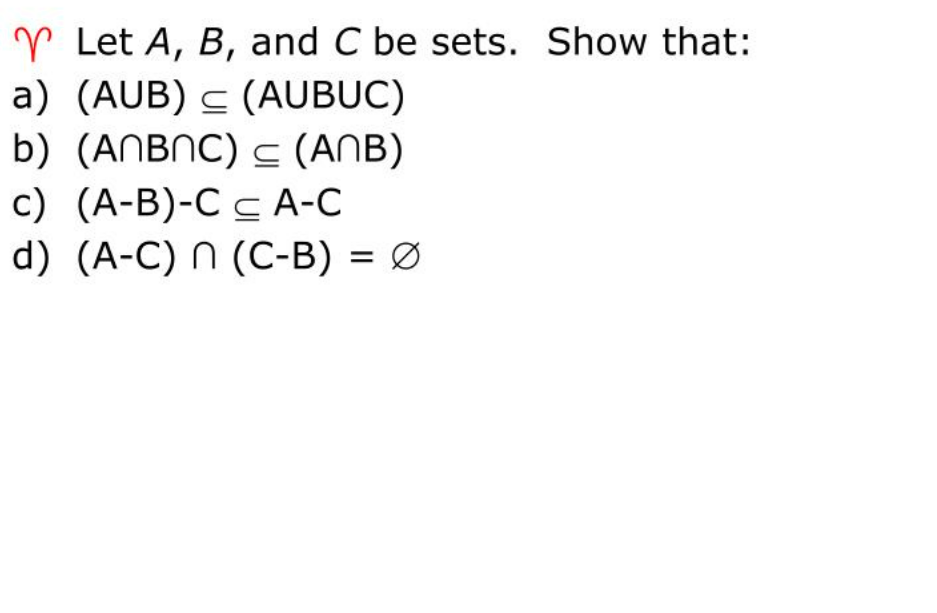 ♈ Let A, B, and C be sets. Show that:
a) (AUB) ⊆ (AUBUC)
b) (A∩B∩C) ⊆ (A∩B)
c) (A-B)-C ⊆ A-C
d) (A-C) ∩ (C-B) = ∅